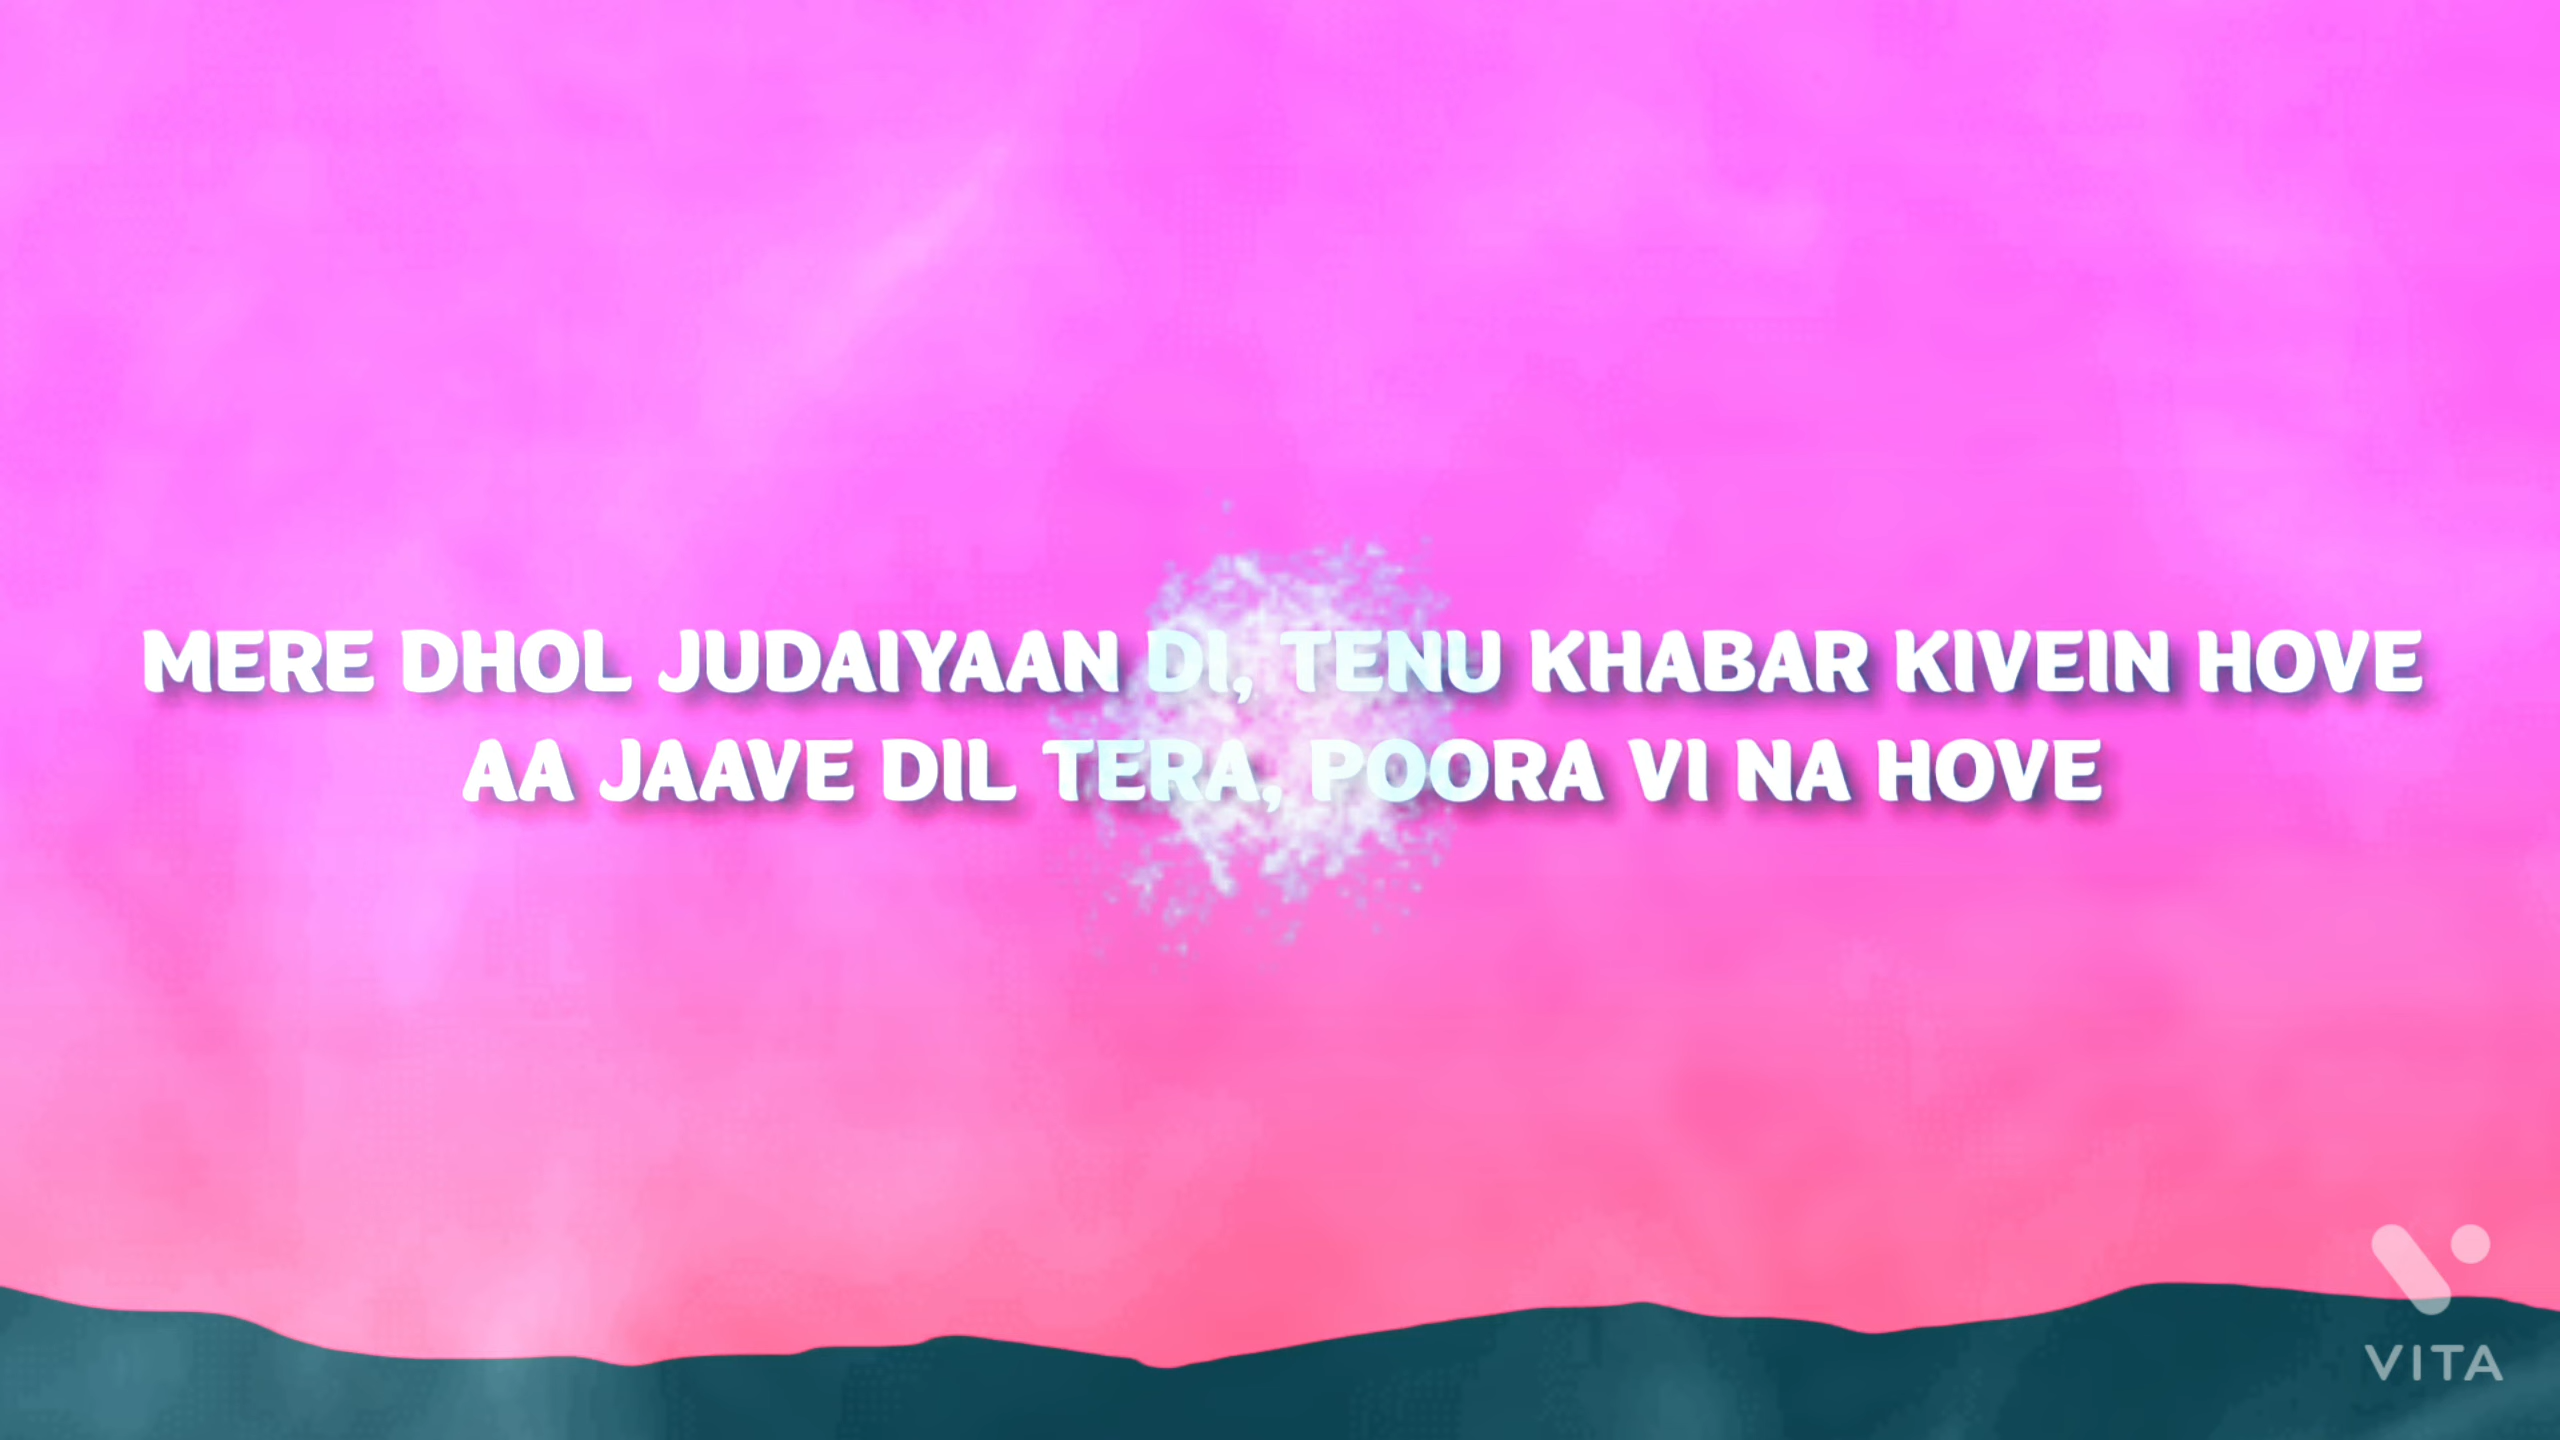 MERE DHOL JUDAIYAAN DI, TENU KHABAR KIVEIN HOVE
AA JAAVE DIL TERA, POORA VI NA HOVE
VITA